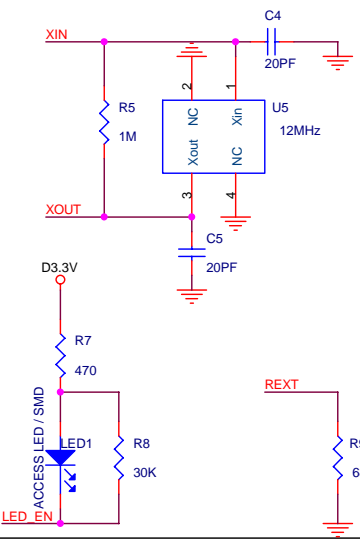 C4
XIN
20PF
2
1
R5
1M
NC
Xin
U5
12MHz
Xout
NC
3
4
XOUT
C5
20PF
D3.3V
R7
470
REXT
ACCESS LED / SMD
LED1
R8
30K
LED_EN